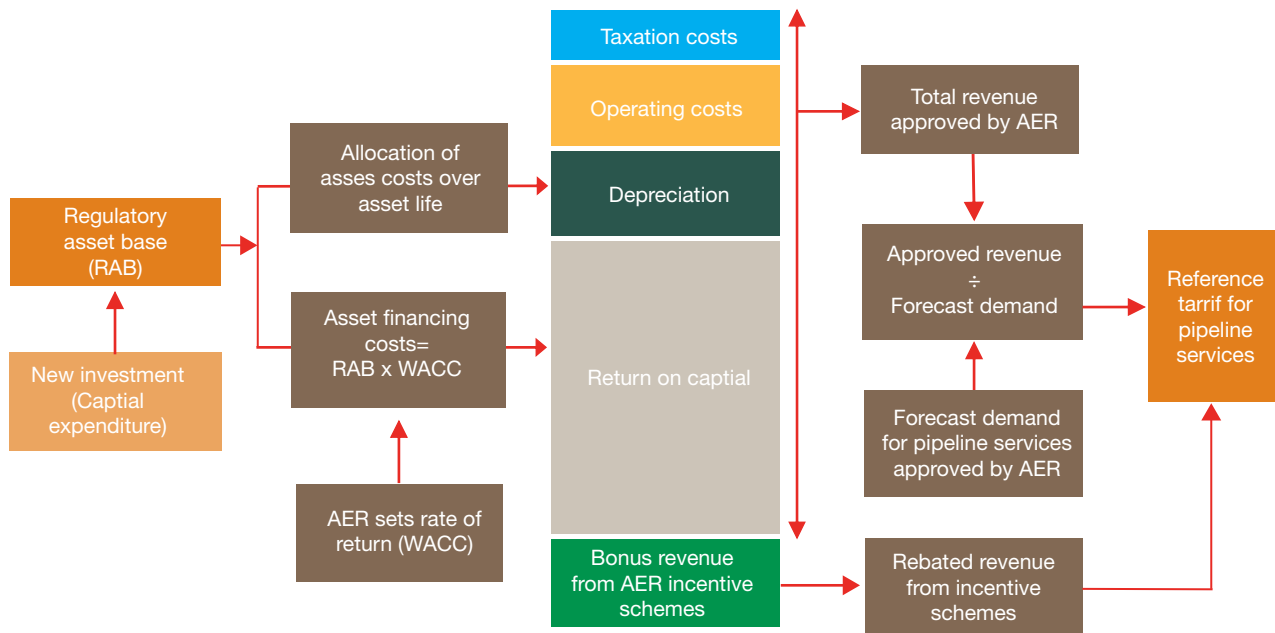 Regulatory
asset base
(RAB)
New investment
(Captial
expenditure)
Allocation of
asses costs over
asset life
Asset financing
costs=
RAB x WACC
AER sets rate of
return (WACC)
Taxation costs
Operating costs
Depreciation
Return on captial
Bonus revenue
from AER incentive
schemes
Total revenue
approved by AER
Approved revenue
÷
Forecast demand
Forecast demand
for pipeline services
approved by AER
Rebated revenue
from incentive
schemes
Reference
tarrif for
pipeline
services